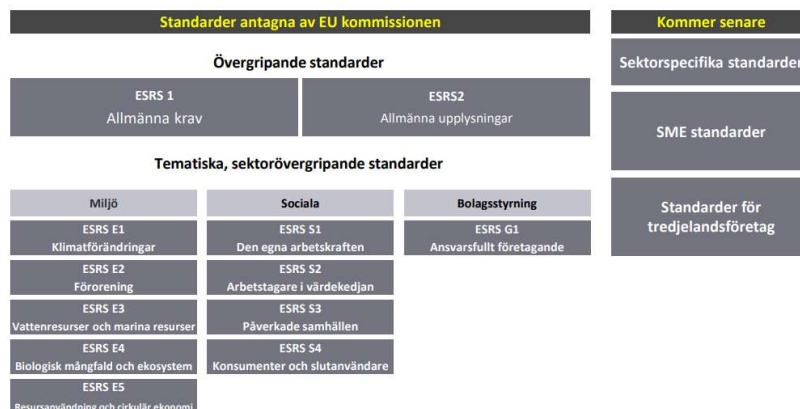 Standarder antagna av EU kommissionen
Övergripande standarder
ESRS 1
Allmänna krav
ESRS2
Allmänna upplysningar
Tematiska, sektorövergripande standarder
Miljö
ESRS E1
Klimatförändringar
ESRS E2
Förorening
ESRS E3
Vattenresurser och marina resurser
ESRS E4
Biologisk mångfald och ekosystem
ESRS E5
Resursanvändning och cirkulär ekonomi
Sociala
ESRS S1
Den egna arbetskraften
ESRS S2
Arbetstagare i värdekedjan
ESRS S3
Påverkade samhällen
ESRS S4
Konsumenter och slutanvändare
Bolagsstyrning
ESRS G1
Ansvarsfullt företagande
Kommer senare
Sektorspecifika standarder
SME standarder
Standarder för
tredjelandsföretag